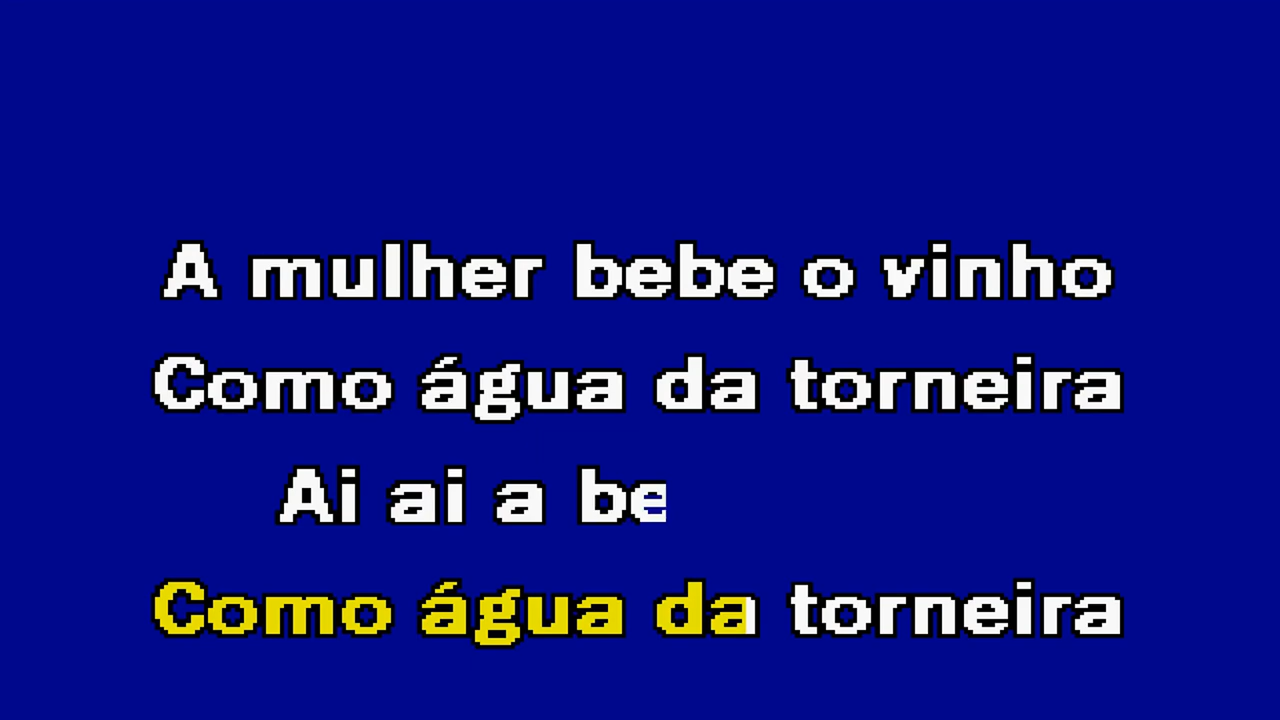 A mulher bebe o vinho
Como água da torneira
Ai ai a be
Como água da torneira